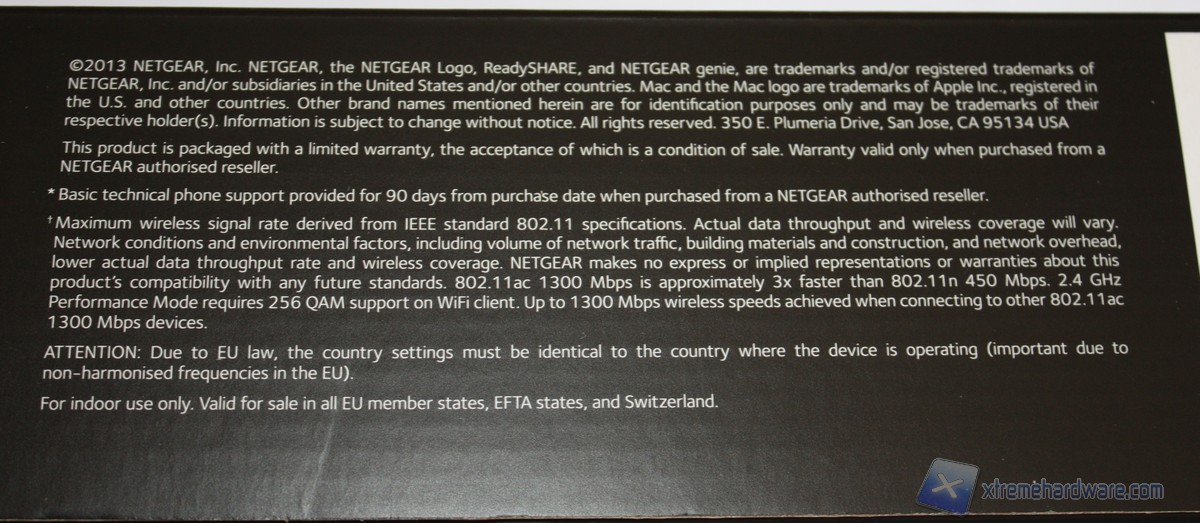 ©2013 NETGEAR, Inc. NETGEAR, the NETGEAR Logo, ReadySHARE, and NETGEAR genie, are trademarks and/or registered trademarks of
NETGEAR, Inc. and/or subsidiaries in the United States and/or other countries. Mac and the Mac logo are trademarks of Apple Inc., registered in
the U.S. and other countries. Other brand names mentioned herein are for identification purposes only and may be trademarks of their
respective holder(s). Information is subject to change without notice. All rights reserved. 350 E. Plumeria Drive, San Jose, CA 95134 USA
This product is packaged with a limited warranty, the acceptance of which is a condition of sale. Warranty valid only when purchased from a
NETGEAR authorised reseller.
* Basic technical phone support provided for 90 days from purchase date when purchased from a NETGEAR authorised reseller.
† Maximum wireless signal rate derived from IEEE standard 802.11 specifications. Actual data throughput and wireless coverage will vary.
Network conditions and environmental factors, including volume of network traffic, building materials and construction, and network overhead,
lower actual data throughput rate and wireless coverage. NETGEAR makes no express or implied representations or warranties about this
product's compatibility with any future standards. 802.11ac 1300 Mbps is approximately 3x faster than 802.11n 450 Mbps. 2.4 GHz
Performance Mode requires 256 QAM support on WiFi client. Up to 1300 Mbps wireless speeds achieved when connecting to other 802.11ac
1300 Mbps devices.
ATTENTION: Due to EU law, the country settings must be identical to the country where the device is operating (important due to
non-harmonised frequencies in the EU).
For indoor use only. Valid for sale in all EU member states, EFTA states, and Switzerland.
xtremehardware.com